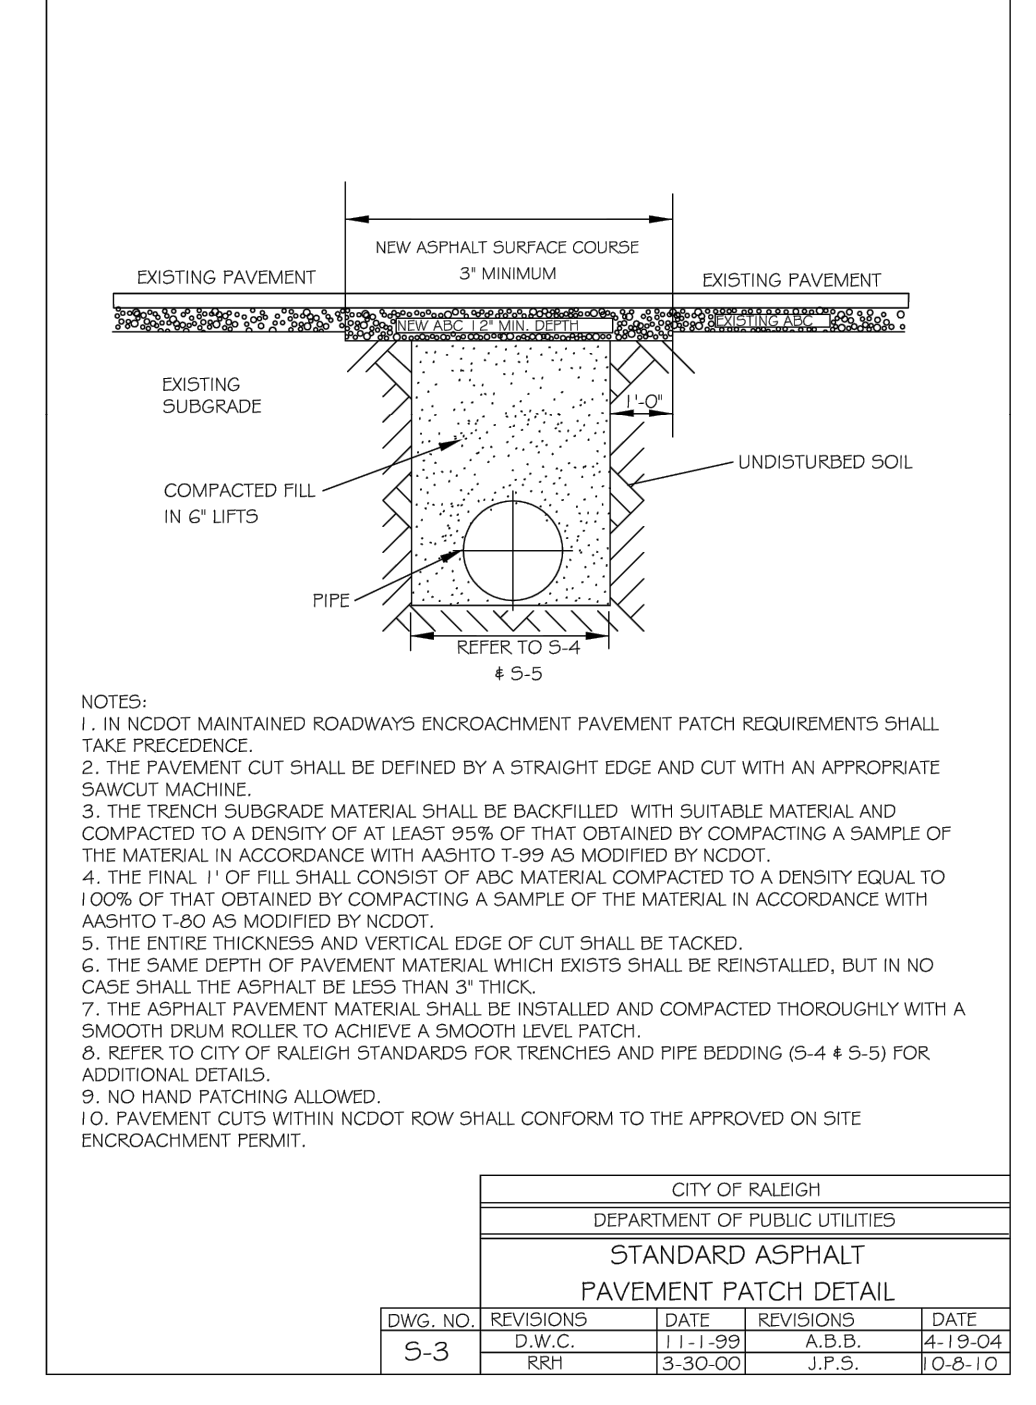 NEW ASPHALT SURFACE COURSE
3" MINIMUM
EXISTING PAVEMENT
EXISTING PAVEMENT
NEW ABC 12" MIN. DEPTH
EXISTING ABC
EXISTING
SUBGRADE
1'-0"
UNDISTURBED SOIL
COMPACTED FILL
IN 6" LIFTS
PIPE
REFER TO S-4
& S-5
NOTES:
1. IN NCDOT MAINTAINED ROADWAYS ENCROACHMENT PAVEMENT PATCH REQUIREMENTS SHALL
TAKE PRECEDENCE.
2. THE PAVEMENT CUT SHALL BE DEFINED BY A STRAIGHT EDGE AND CUT WITH AN APPROPRIATE
SAWCUT MACHINE.
3. THE TRENCH SUBGRADE MATERIAL SHALL BE BACKFILLED WITH SUITABLE MATERIAL AND
COMPACTED TO A DENSITY OF AT LEAST 95% OF THAT OBTAINED BY COMPACTING A SAMPLE OF
THE MATERIAL IN ACCORDANCE WITH AASHTO T-99 AS MODIFIED BY NCDOT.
4. THE FINAL 1' OF FILL SHALL CONSIST OF ABC MATERIAL COMPACTED TO A DENSITY EQUAL TO
100% OF THAT OBTAINED BY COMPACTING A SAMPLE OF THE MATERIAL IN ACCORDANCE WITH
AASHTO T-80 AS MODIFIED BY NCDOT.
5. THE ENTIRE THICKNESS AND VERTICAL EDGE OF CUT SHALL BE TACKED.
6. THE SAME DEPTH OF PAVEMENT MATERIAL WHICH EXISTS SHALL BE REINSTALLED, BUT IN NO
CASE SHALL THE ASPHALT BE LESS THAN 3" THICK.
7. THE ASPHALT PAVEMENT MATERIAL SHALL BE INSTALLED AND COMPACTED THOROUGHLY WITH A
SMOOTH DRUM ROLLER TO ACHIEVE A SMOOTH LEVEL PATCH.
8. REFER TO CITY OF RALEIGH STANDARDS FOR TRENCHES AND PIPE BEDDING (S-4 & S-5) FOR
ADDITIONAL DETAILS.
9. NO HAND PATCHING ALLOWED.
10. PAVEMENT CUTS WITHIN NCDOT ROW SHALL CONFORM TO THE APPROVED ON SITE
ENCROACHMENT PERMIT.
CITY OF RALEIGH
DEPARTMENT OF PUBLIC UTILITIES
STANDARD ASPHALT
PAVEMENT PATCH DETAIL
DWG. NO. REVISIONS DATE REVISIONS DATE
S-3
D.W.C. 11-1-99 A.B.B. 4-19-04
RRH 3-30-00 J.P.S. 10-8-10